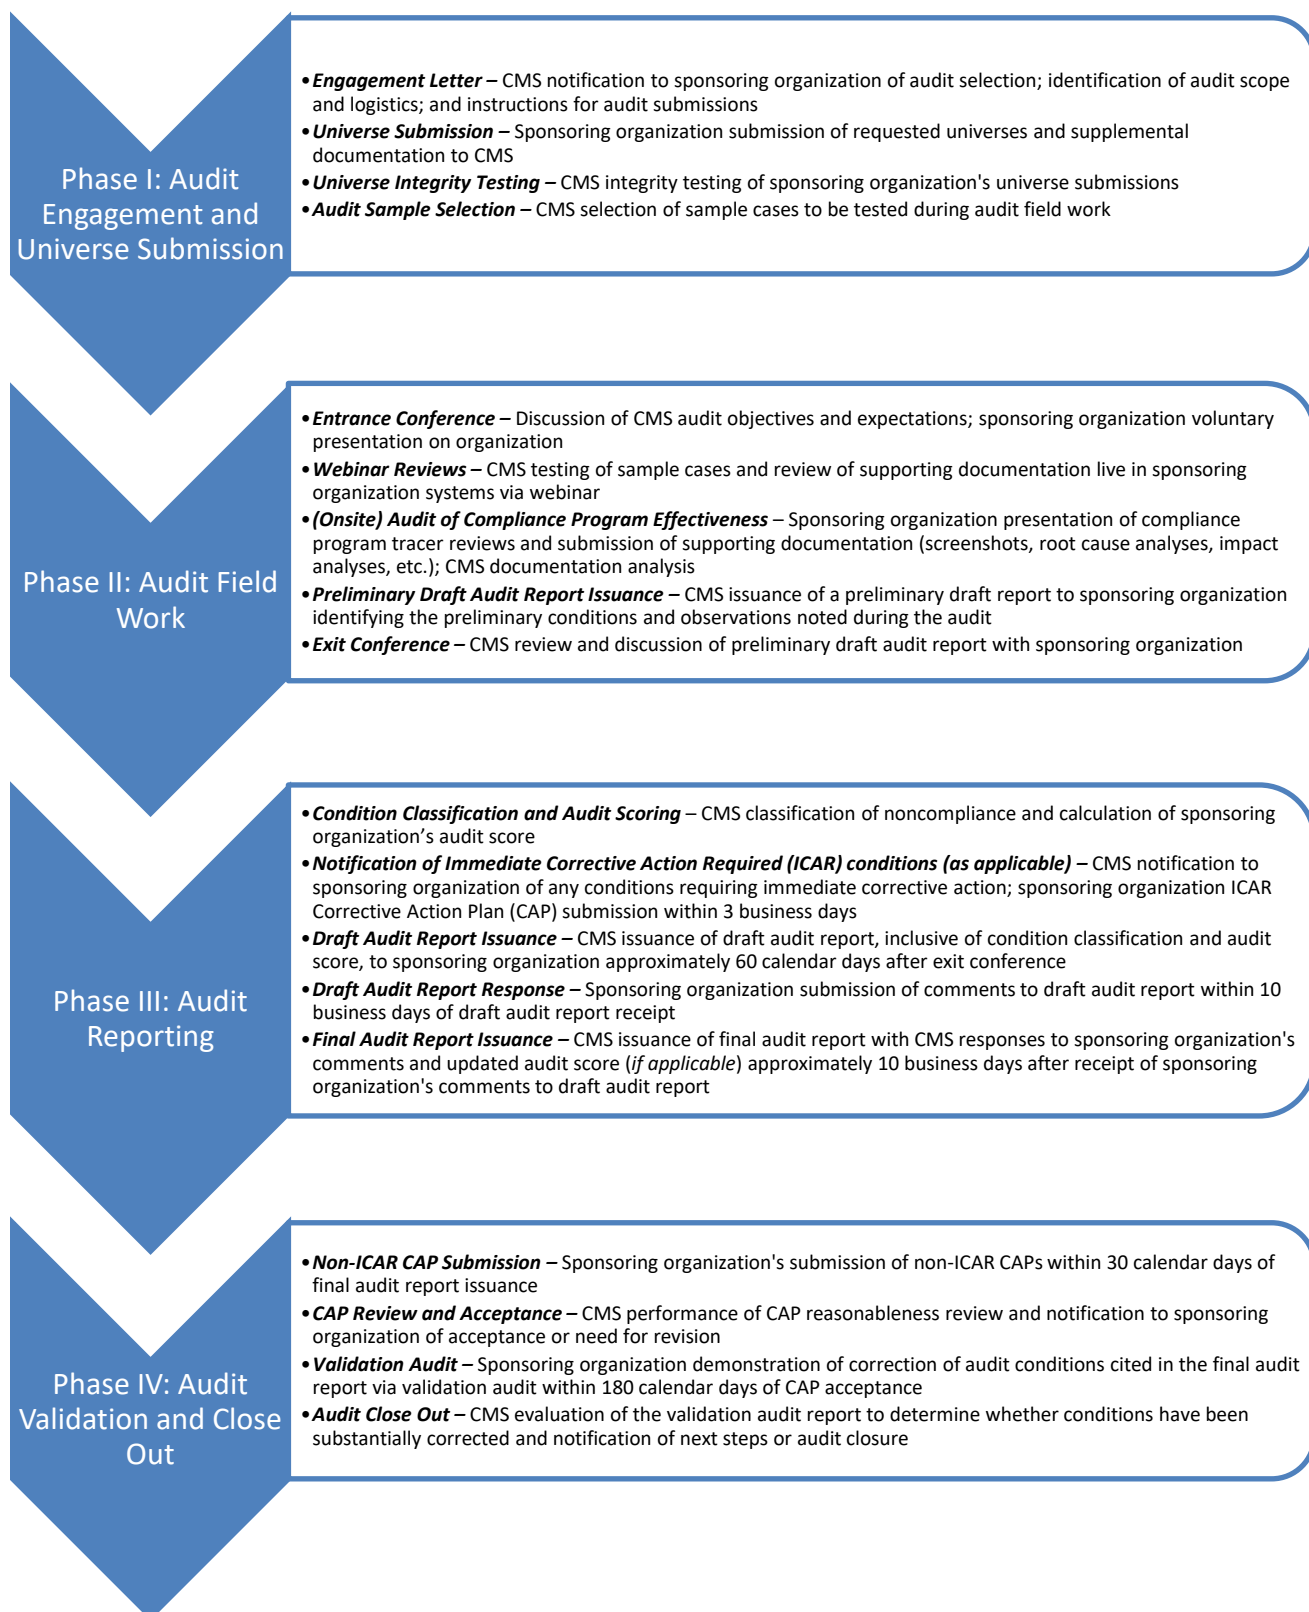 Phase I: Audit
Engagement and
Universe Submission
•Engagement Letter – CMS notification to sponsoring organization of audit selection; identification of audit scope
and logistics; and instructions for audit submissions
•Universe Submission – Sponsoring organization submission of requested universes and supplemental
documentation to CMS
•Universe Integrity Testing – CMS integrity testing of sponsoring organization's universe submissions
•Audit Sample Selection – CMS selection of sample cases to be tested during audit field work
Phase II: Audit Field
Work
•Entrance Conference – Discussion of CMS audit objectives and expectations; sponsoring organization voluntary
presentation on organization
•Webinar Reviews – CMS testing of sample cases and review of supporting documentation live in sponsoring
organization systems via webinar
•(Onsite) Audit of Compliance Program Effectiveness – Sponsoring organization presentation of compliance
program tracer reviews and submission of supporting documentation (screenshots, root cause analyses, impact
analyses, etc.); CMS documentation analysis
•Preliminary Draft Audit Report Issuance – CMS issuance of a preliminary draft report to sponsoring organization
identifying the preliminary conditions and observations noted during the audit
•Exit Conference – CMS review and discussion of preliminary draft audit report with sponsoring organization
Phase III: Audit
Reporting
•Condition Classification and Audit Scoring – CMS classification of noncompliance and calculation of sponsoring
organization’s audit score
•Notification of Immediate Corrective Action Required (ICAR) conditions (as applicable) – CMS notification to
sponsoring organization of any conditions requiring immediate corrective action; sponsoring organization ICAR
Corrective Action Plan (CAP) submission within 3 business days
•Draft Audit Report Issuance – CMS issuance of draft audit report, inclusive of condition classification and audit
score, to sponsoring organization approximately 60 calendar days after exit conference
•Draft Audit Report Response – Sponsoring organization submission of comments to draft audit report within 10
business days of draft audit report receipt
•Final Audit Report Issuance – CMS issuance of final audit report with CMS responses to sponsoring organization's
comments and updated audit score (if applicable) approximately 10 business days after receipt of sponsoring
organization's comments to draft audit report
Phase IV: Audit
Validation and Close
Out
•Non-ICAR CAP Submission – Sponsoring organization's submission of non-ICAR CAPs within 30 calendar days of
final audit report issuance
•CAP Review and Acceptance – CMS performance of CAP reasonableness review and notification to sponsoring
organization of acceptance or need for revision
•Validation Audit – Sponsoring organization demonstration of correction of audit conditions cited in the final audit
report via validation audit within 180 calendar days of CAP acceptance
•Audit Close Out – CMS evaluation of the validation audit report to determine whether conditions have been
substantially corrected and notification of next steps or audit closure